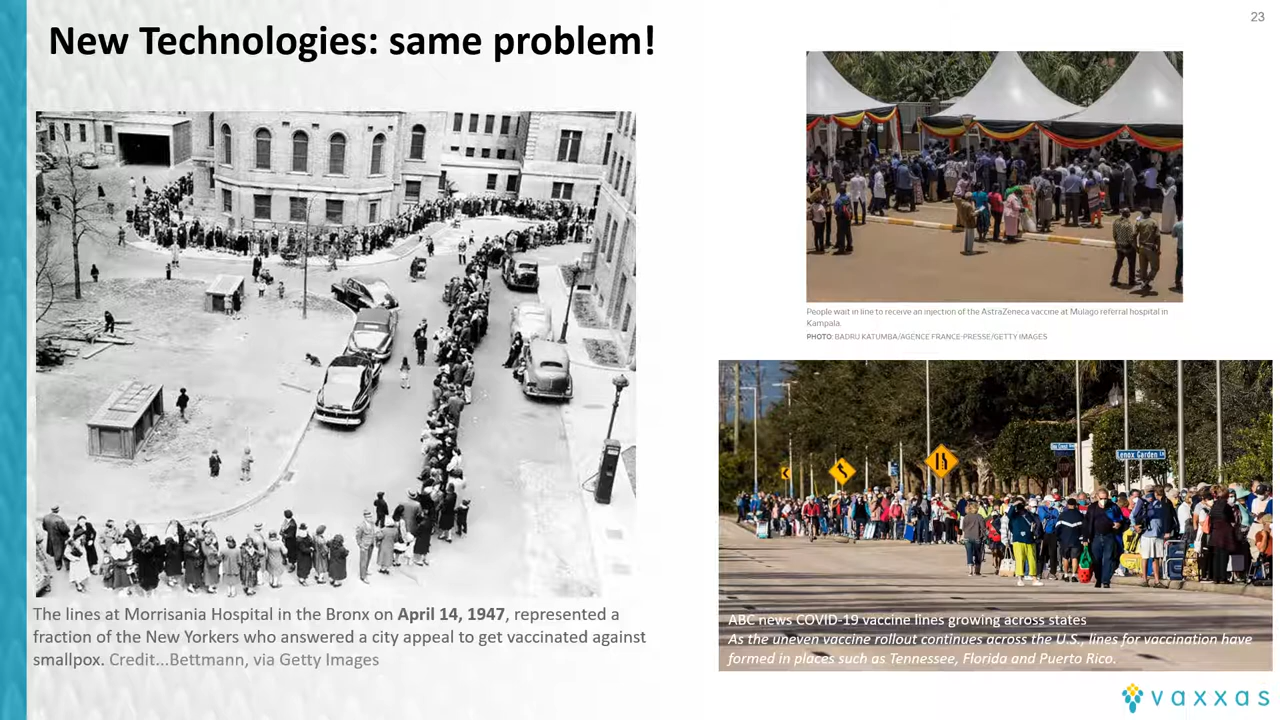 23
New Technologies: same problem!
The lines at Morrisania Hospital in the Bronx on April 14, 1947, represented a
fraction of the New Yorkers who answered a city appeal to get vaccinated against
smallpox. Credit...Bettmann, via Getty Images
People wait in line to receive an injection of the AstraZeneca vaccine at Mulago referral hospital in
Kampala.
PHOTO: BADRU KATUMBA/AGENCE FRANCE-PRESSE/GETTY IMAGES
Lenox Garden Ln
ABC news COVID-19 vaccine lines growing across states
As the uneven vaccine rollout continues across the U.S., lines for vaccination have
formed in places such as Tennessee, Florida and Puerto Rico.
vaxxas